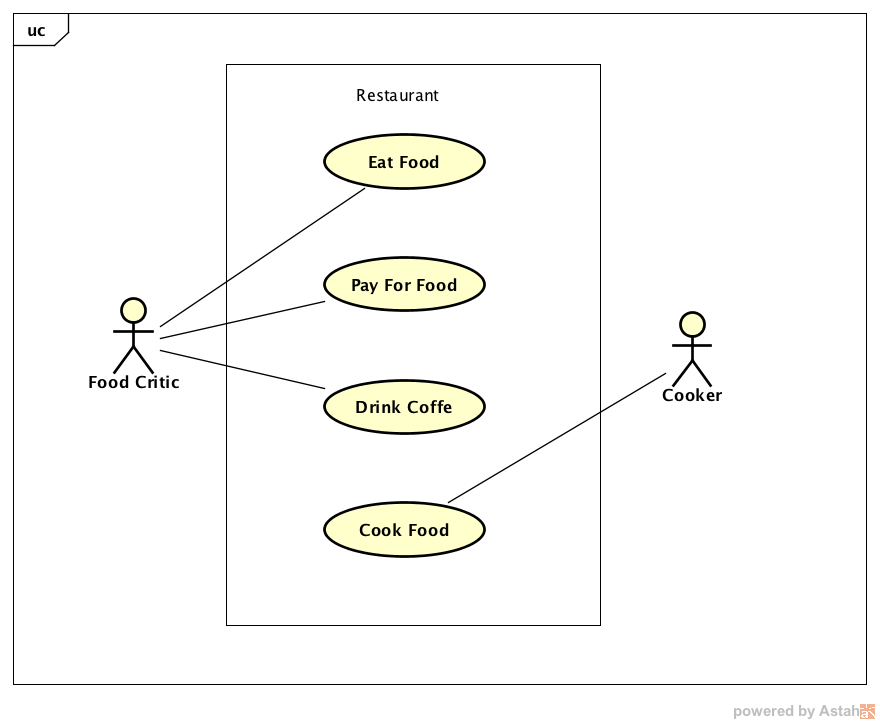 uc
Restaurant
Eat Food
Pay For Food
Food Critic
Drink Coffe
Cooker
Cook Food
powered by Astah